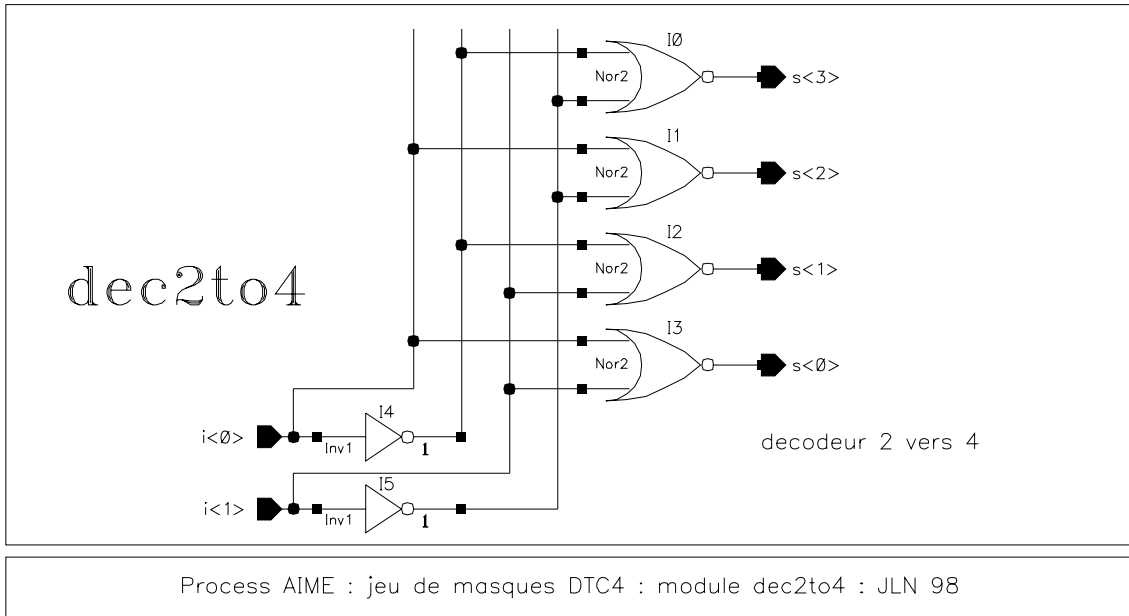 I0
Nor2
s<3>
I1
Nor2
s<2>
I2
Nor2
s<1>
dec2to4
I3
Nor2
s<0>
I4
i<0>
Inv1
1
decodeur 2 vers 4
I5
i<1>
Inv1
1
Process AIME : jeu de masques DTC4 : module dec2to4 : JLN 98